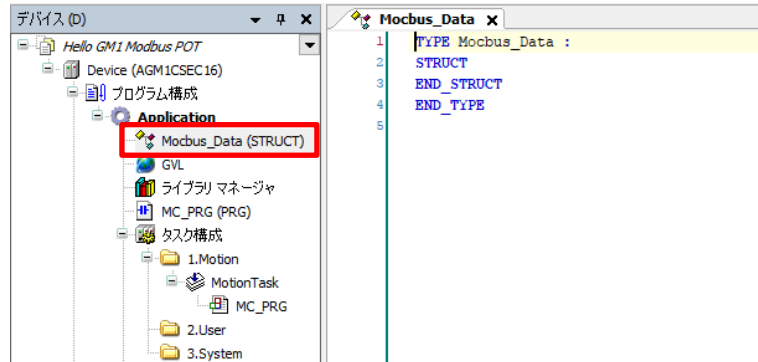 デバイス (D)
Hello GM1 Modbus POT
Device (AGM1CSEC16)
プログラム構成
Application
Mocbus_Data (STRUCT)
GVL
ライブラリ マネージャ
MC_PRG (PRG)
タスク構成
1.Motion
MotionTask
MC_PRG
2.User
3.System
Mocbus_Data
1 TYPE Mocbus_Data :
2 STRUCT
3 END_STRUCT
4 END_TYPE
5